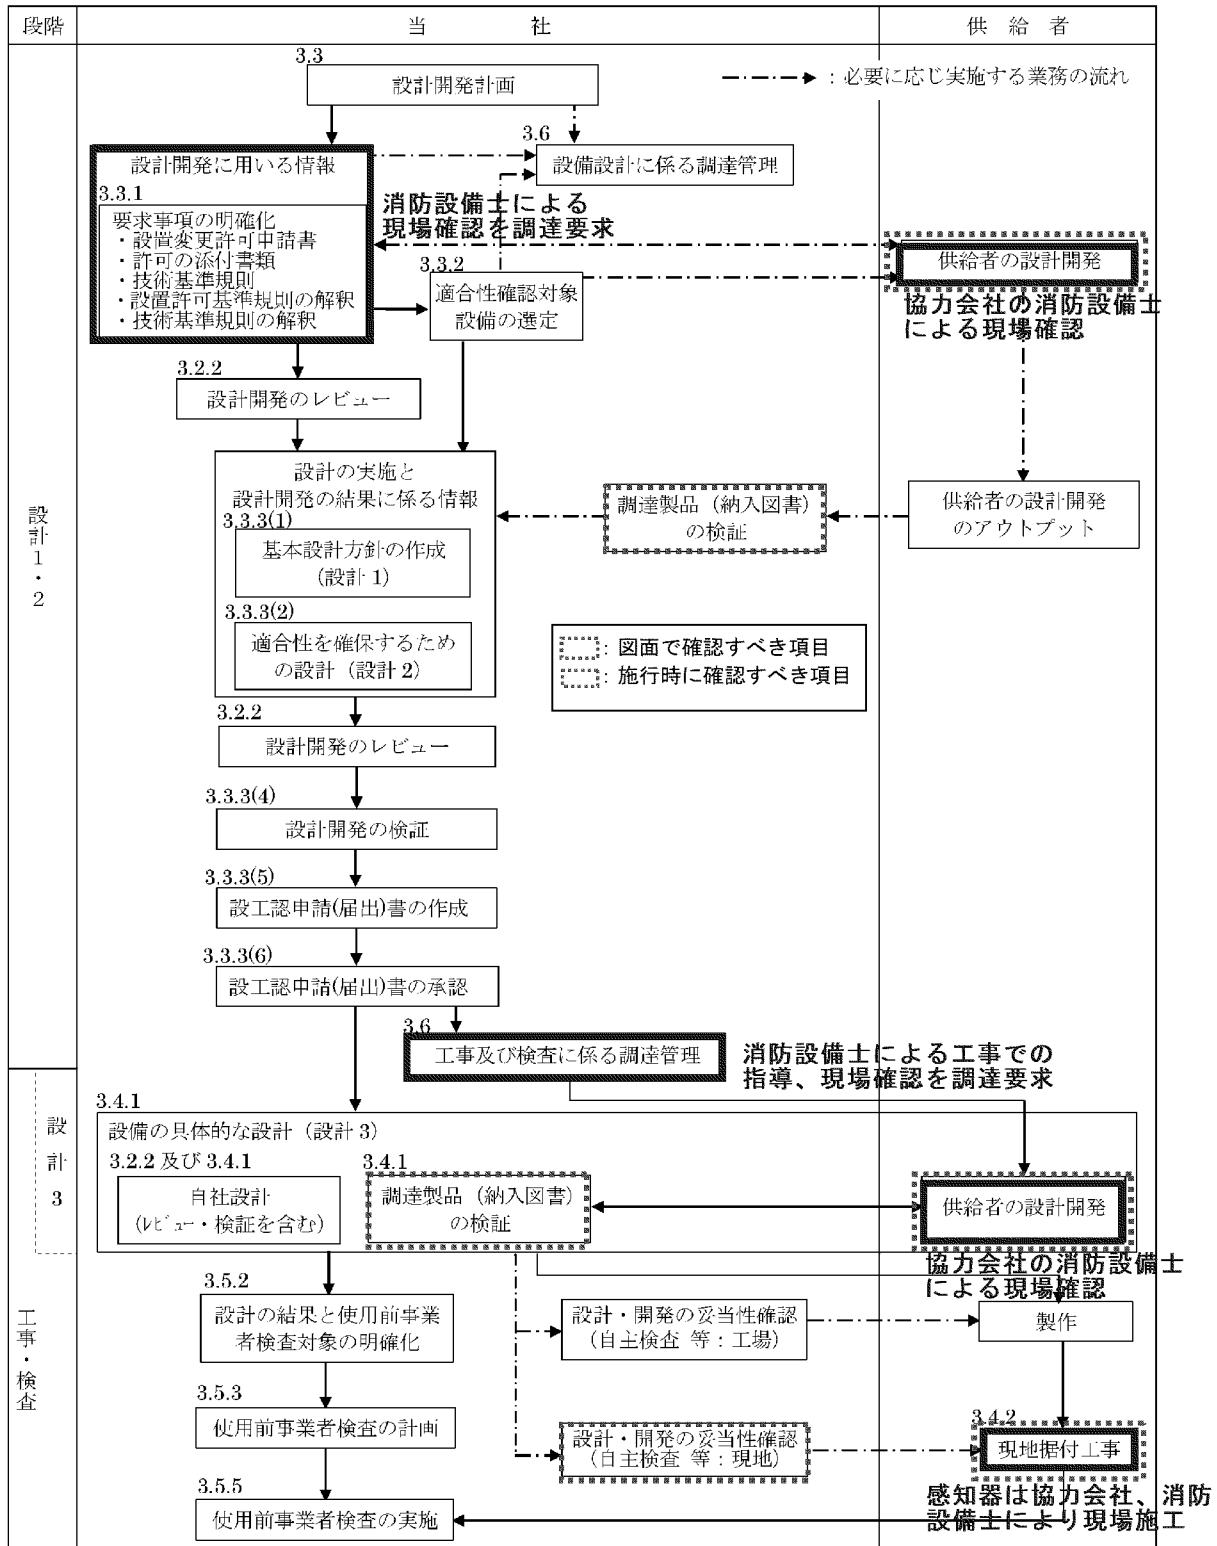 段階
当 社
供 給 者
3.3
設計開発計画
：必要に応じ実施する業務の流れ
3.6
設備設計に係る調達管理
設計開発に用いる情報
3.3.1
要求事項の明確化
・設置変更許可申請書
・許可の添付書類
・技術基準規則
・設置許可基準規則の解釈
・技術基準規則の解釈
消防設備士による
現場確認を調達要求
3.3.2
適合性確認対象
設備の選定
供給者の設計開発
協力会社の消防設備士
による現場確認
3.2.2
設計開発のレビュー
設計の実施と
設計開発の結果に係る情報
3.3.3(1)
基本設計方針の作成
(設計 1)
3.3.3(2)
適合性を確保するため
の設計（設計 2）
調達製品（納入図書）
の検証
供給者の設計開発
のアウトプット
設計1・2
：図面で確認すべき項目
：施行時に確認すべき項目
3.2.2
設計開発のレビュー
3.3.3(4)
設計開発の検証
3.3.3(5)
設工認申請(届出)書の作成
3.3.3(6)
設工認申請(届出)書の承認
3.6
工事及び検査に係る調達管理
消防設備士による工事での
指導、現場確認を調達要求
設計3
3.4.1
設備の具体的な設計（設計 3）
3.2.2 及び 3.4.1
自社設計
(ﾚﾋﾞｭｰ・検証を含む)
3.4.1
調達製品（納入図書）
の検証
供給者の設計開発
協力会社の消防設備士
による現場確認
工事・検査
3.5.2
設計の結果と使用前事業
者検査対象の明確化
設計・開発の妥当性確認
（自主検査 等：工場）
製作
3.5.3
使用前事業者検査の計画
設計・開発の妥当性確認
（自主検査 等：現地）
3.4.2
現地据付工事
感知器は協力会社、消防
設備士により現場施工
3.5.5
使用前事業者検査の実施